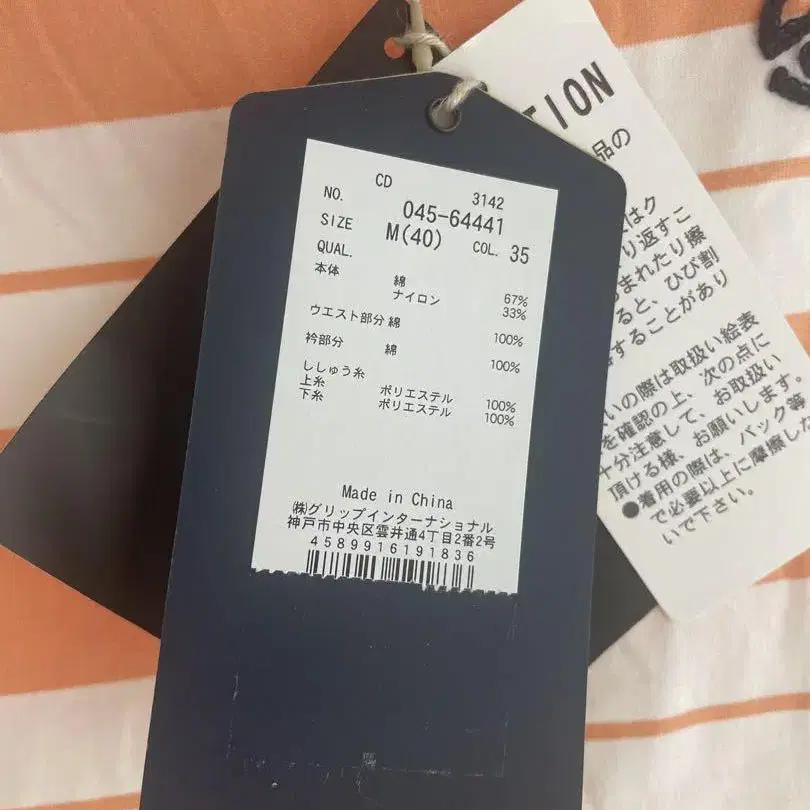 CD 3142
NO. 045-64441
SIZE M(40) COL. 35
QUAL.
本体 綿 67%
ナイロン 33%
ウエスト部分 綿 100%
衿部分 綿 100%
ししゅう糸
上糸 ポリエステル 100%
下糸 ポリエステル 100%
Made in China
㈱グリップインターナショナル
神戸市中央区雲井通4丁目2番2号
4589916191836
TION
品の
はク
り返すこ
まれたり擦
ると、ひび割
することがあり
いの際は取扱い絵表
を確認の上、次の点に
十分注意して、お取扱い
頂ける様、お願いします。
●着用の際は、バック等
で必要以上に摩擦した
いで下さい。